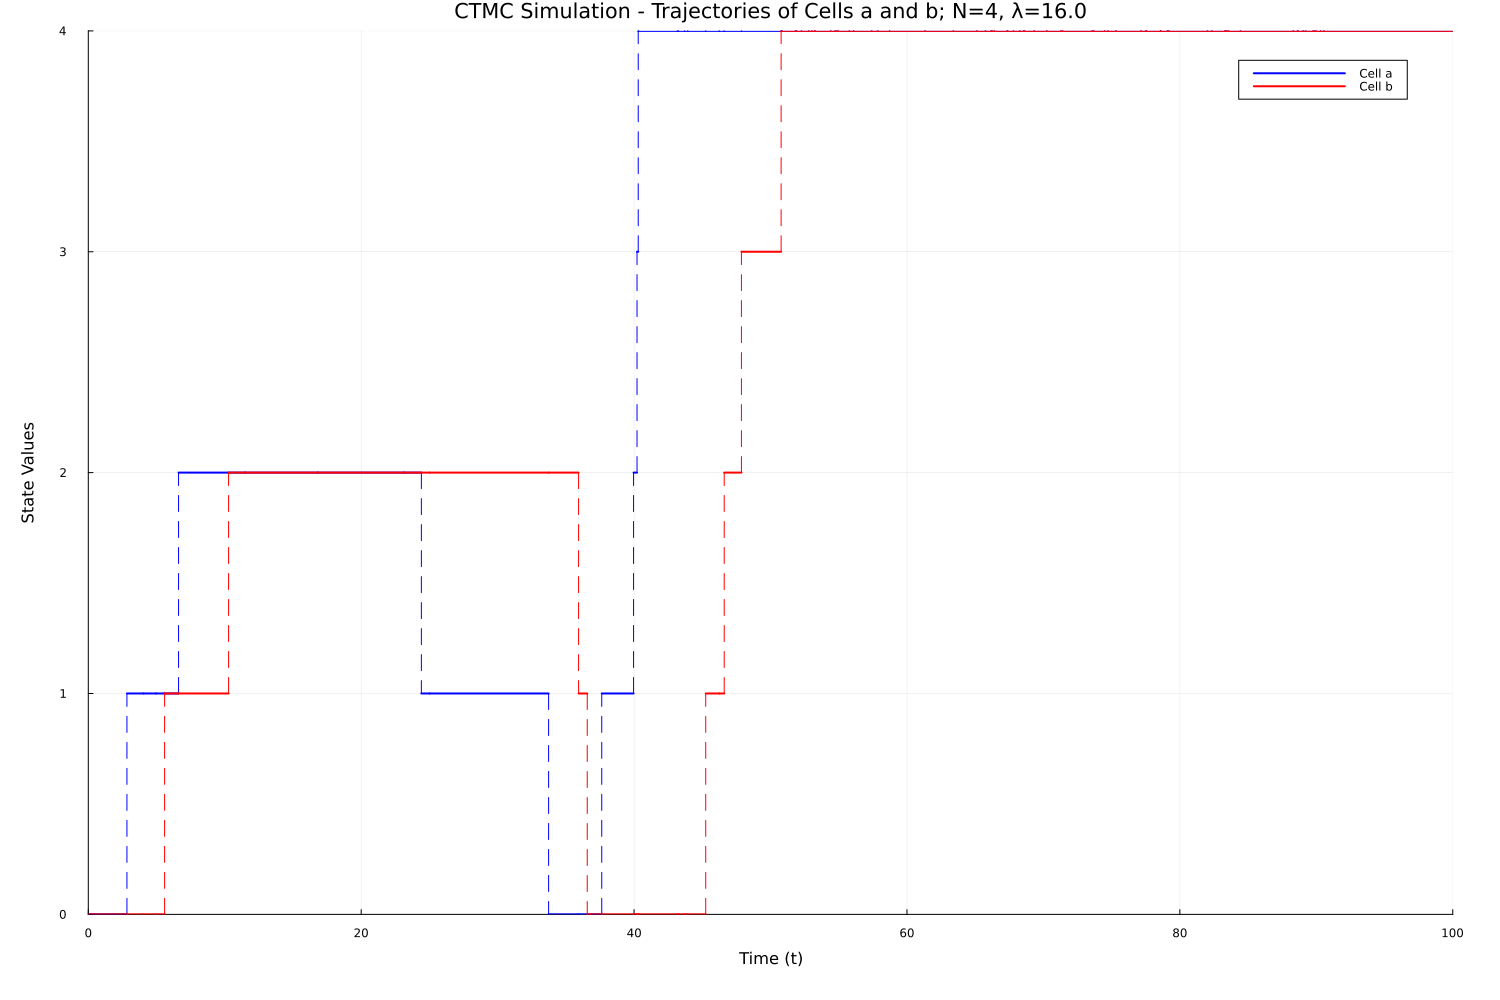 CTMC Simulation - Trajectories of Cells a and b; N=4, λ=16.0
4
Cell a
Cell b
3
State Values
2
1
0
0 20 40 60 80 100
Time (t)